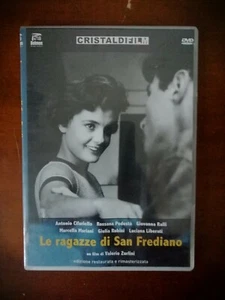 CRISTALDIFILM
DVD
Antonio Cifariello Rossana Podestà Giovanna Ralli
Marcella Mariani Giulia Rubini Luciana Liberati
Le ragazze di San Frediano
un film di Valerio Zurlini
edizione restaurata e rimasterizzata